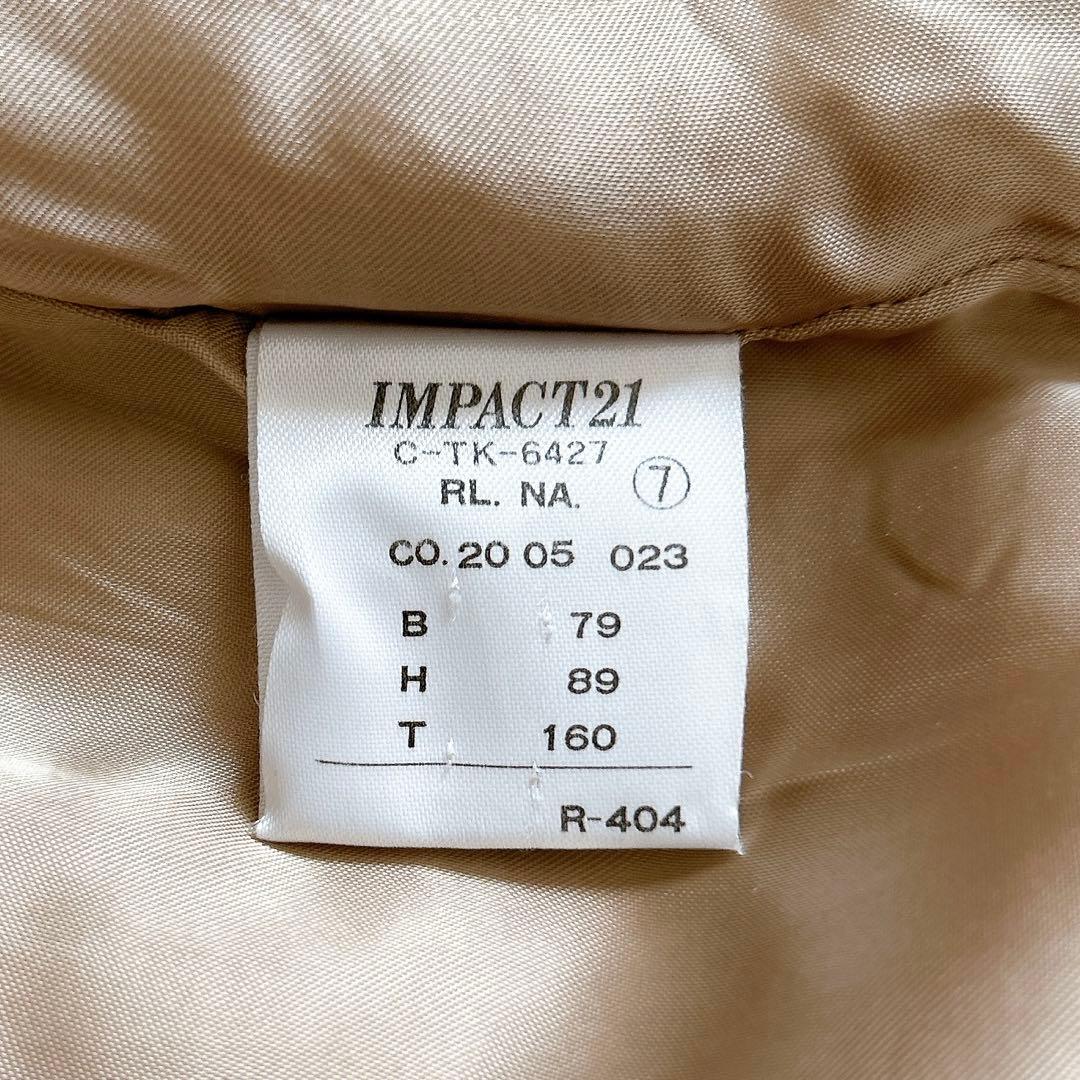 IMPACT21
C-TK-6427
RL. NA. ⑦
CO. 20 05 023
B 79
H 89
T 160
R-404